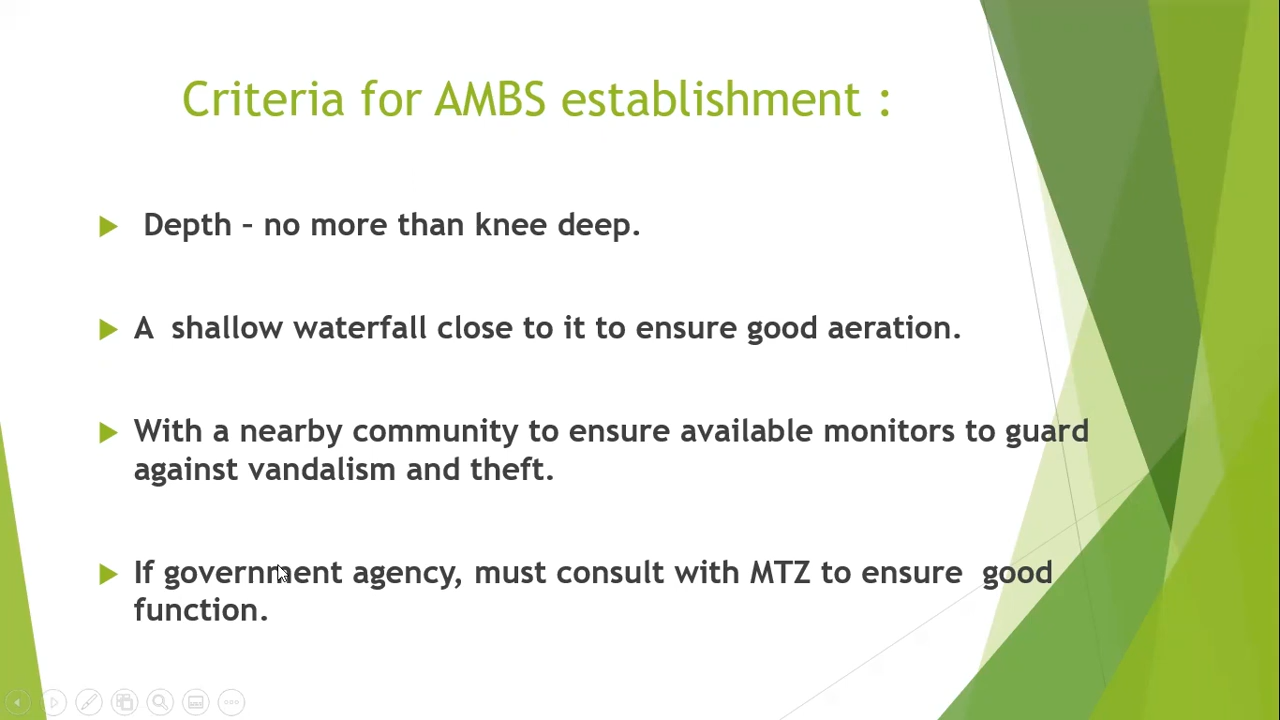 Criteria for AMBS establishment :
Depth – no more than knee deep.
A shallow waterfall close to it to ensure good aeration.
With a nearby community to ensure available monitors to guard
against vandalism and theft.
If government agency, must consult with MTZ to ensure good
function.